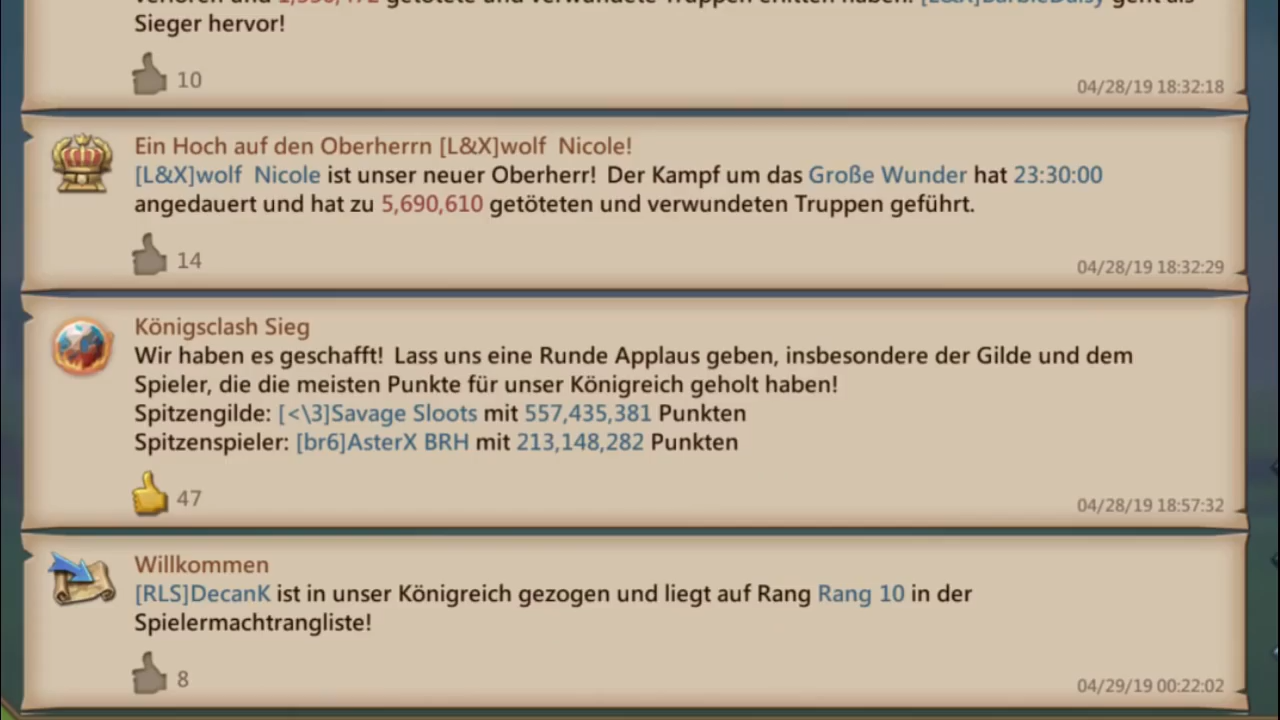 verloren und 1,550,472 getötete und verwundete Truppen erlitten haben! [L&X]BarbieDaisy geht als
Sieger hervor!
10
04/28/19 18:32:18
Ein Hoch auf den Oberherrn [L&X]wolf  Nicole!
[L&X]wolf  Nicole ist unser neuer Oberherr!  Der Kampf um das Große Wunder hat 23:30:00
angedauert und hat zu 5,690,610 getöteten und verwundeten Truppen geführt.
14
04/28/19 18:32:29
Königsclash Sieg
Wir haben es geschafft!  Lass uns eine Runde Applaus geben, insbesondere der Gilde und dem
Spieler, die die meisten Punkte für unser Königreich geholt haben!
Spitzengilde: [<\3]Savage Sloots mit 557,435,381 Punkten
Spitzenspieler: [br6]AsterX BRH mit 213,148,282 Punkten
47
04/28/19 18:57:32
Willkommen
[RLS]DecanK ist in unser Königreich gezogen und liegt auf Rang Rang 10 in der
Spielermachtrangliste!
8
04/29/19 00:22:02